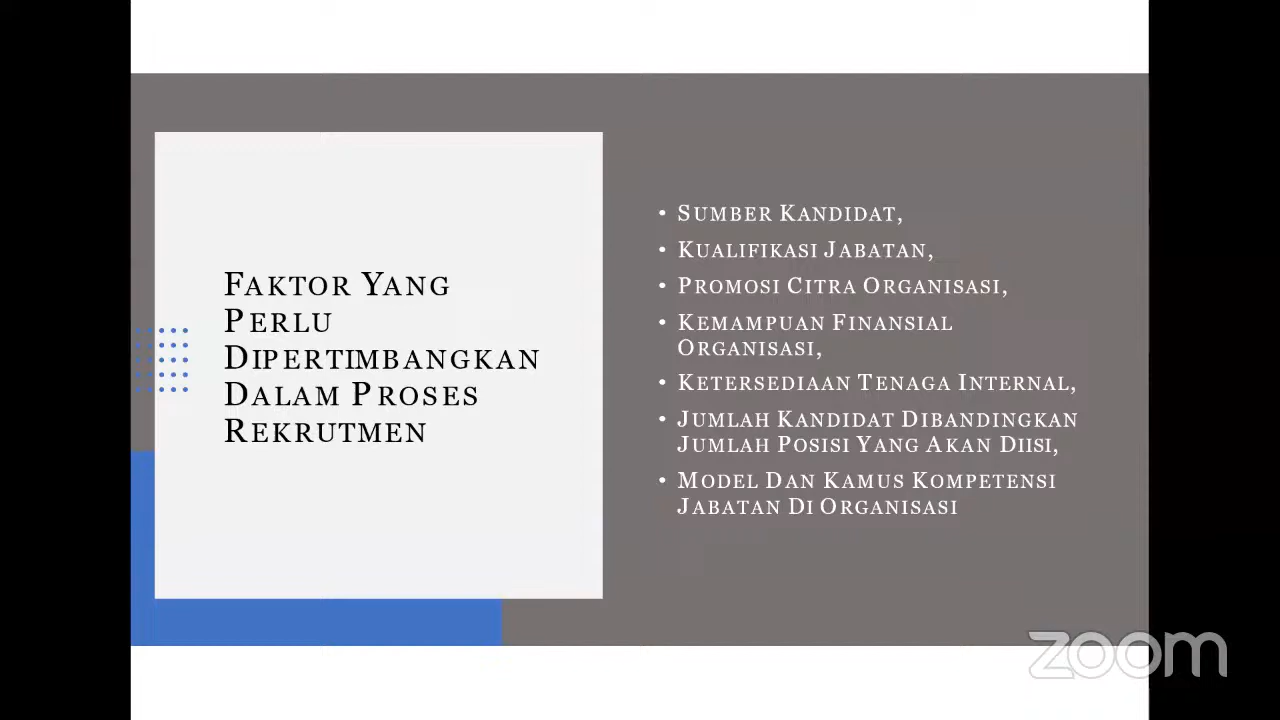 Faktor Yang
Perlu
Dipertimbangkan
Dalam Proses
Rekrutmen
• Sumber Kandidat,
• Kualifikasi Jabatan,
• Promosi Citra Organisasi,
• Kemampuan Finansial
Organisasi,
• Ketersediaan Tenaga Internal,
• Jumlah Kandidat Dibandingkan
Jumlah Posisi Yang Akan Diisi,
• Model Dan Kamus Kompetensi
Jabatan Di Organisasi
zoom